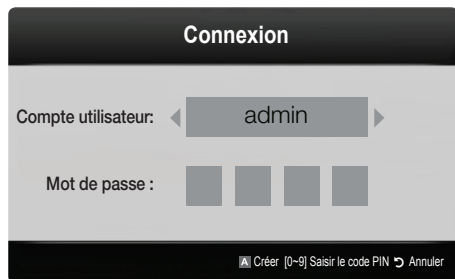 Connexion
Compte utilisateur: admin
Mot de passe :
A Créer [0~9] Saisir le code PIN Annuler